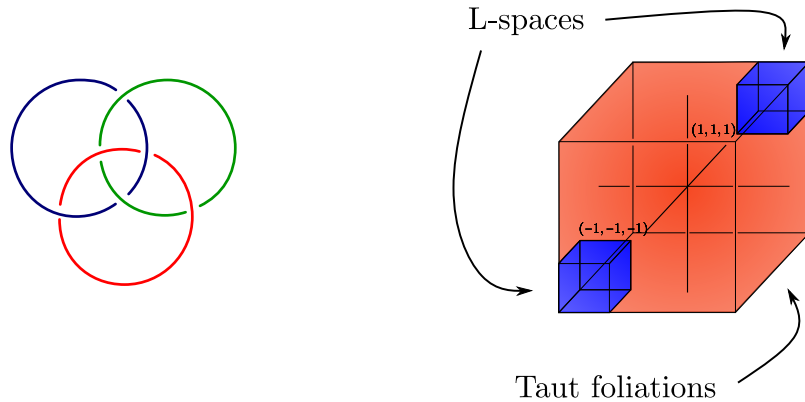 L-spaces
(1, 1, 1)
(-1, -1, -1)
Taut foliations